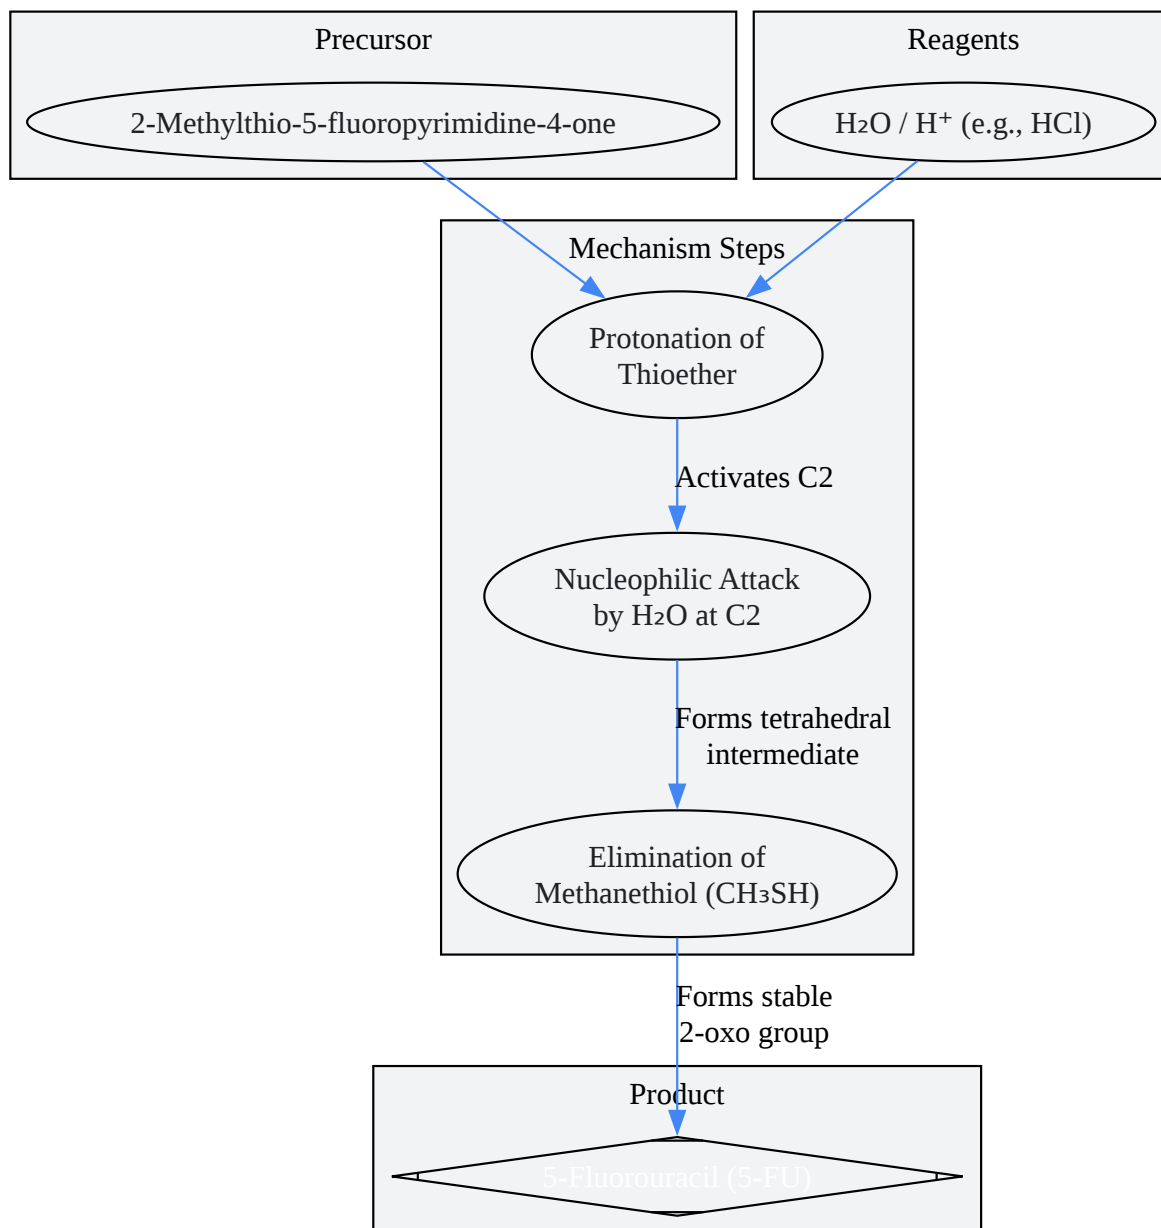 Precursor
Reagents
2-Methylthio-5-fluoropyrimidine-4-one
H₂O / H⁺ (e.g., HCl)
Mechanism Steps
Protonation of
Thioether
Activates C2
Nucleophilic Attack
by H₂O at C2
Forms tetrahedral
intermediate
Elimination of
Methanethiol (CH₃SH)
Forms stable
2-oxo group
Product
5-Fluorouracil (5-FU)